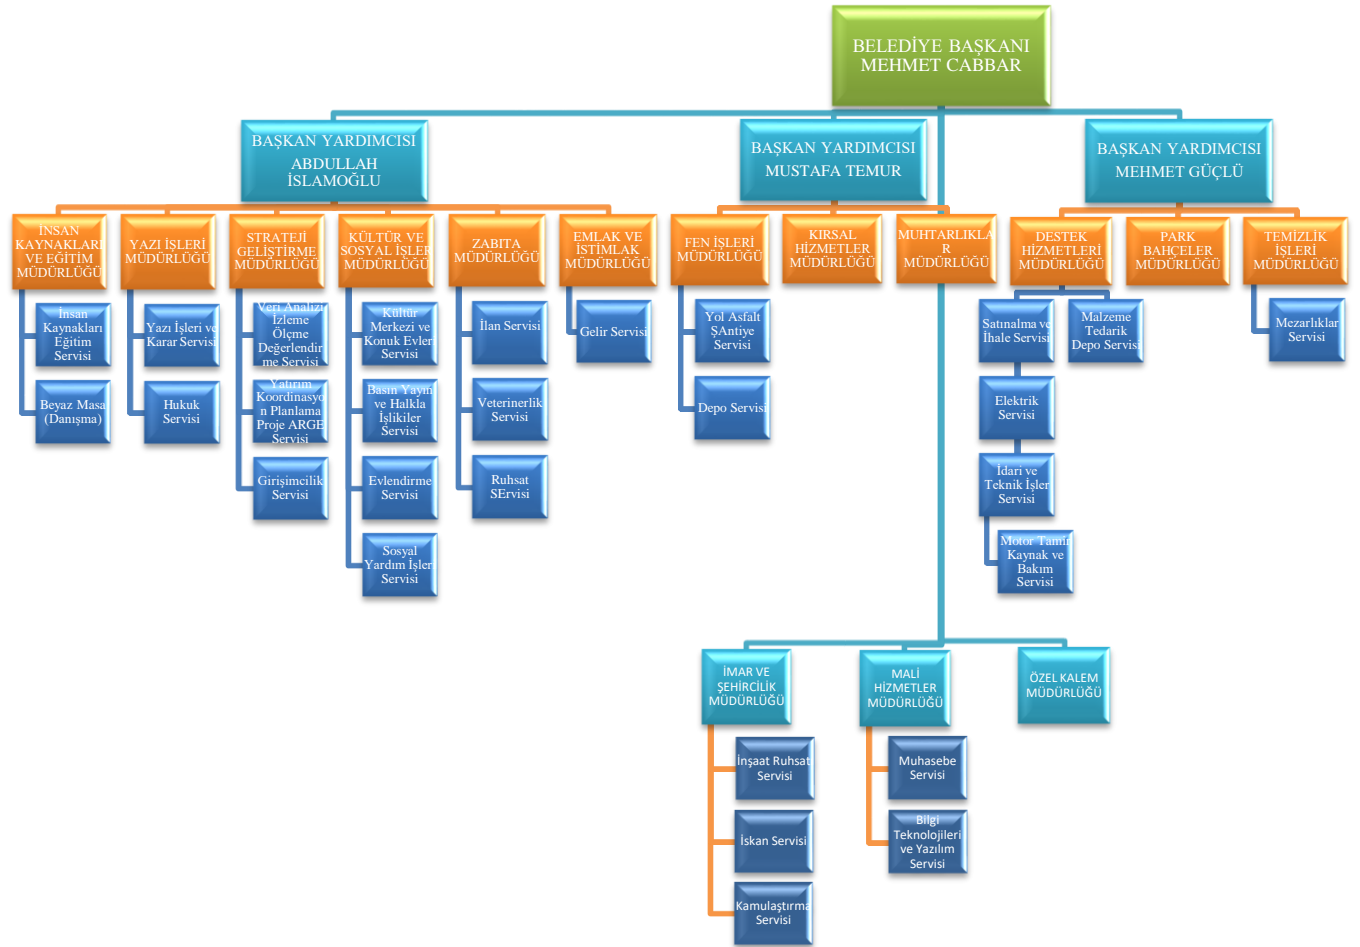 BELEDİYE BAŞKANI
MEHMET CABBAR
BAŞKAN YARDIMCISI
ABDULLAH
İSLAMOĞLU
BAŞKAN YARDIMCISI
MUSTAFA TEMUR
BAŞKAN YARDIMCISI
MEHMET GÜÇLÜ
İNSAN
KAYNAKLARI
VE EĞİTİM
MÜDÜRLÜĞÜ
YAZI İŞLERİ
MÜDÜRLÜĞÜ
STRATEJİ
GELİŞTİRME
MÜDÜRLÜĞÜ
KÜLTÜR VE
SOSYAL İŞLER
MÜDÜRLÜĞÜ
ZABITA
MÜDÜRLÜĞÜ
EMLAK VE
İSTİMLAK
MÜDÜRLÜĞÜ
FEN İŞLERİ
MÜDÜRLÜĞÜ
KIRSAL
HİZMETLER
MÜDÜRLÜĞÜ
MUHTARLIKLA
R
MÜDÜRLÜĞÜ
DESTEK
HİZMETLERİ
MÜDÜRLÜĞÜ
PARK
BAHÇELER
MÜDÜRLÜĞÜ
TEMİZLİK
İŞLERİ
MÜDÜRLÜĞÜ
İnsan
Kaynakları
Eğitim
Servisi
Beyaz Masa
(Danışma)
Yazı İşleri ve
Karar Servisi
Hukuk
Servisi
Veri Analizi
İzleme
Ölçme
Değerlendir
me Servisi
Yatırım
Koordinasyo
n Planlama
Proje ARGE
Servisi
Girişimcilik
Servisi
Kültür
Merkezi ve
Konuk Evler
Servisi
Basın Yayın
ve Halkla
İşlikiler
Servisi
Evlendirme
Servisi
Sosyal
Yardım İşler
Servisi
İlan Servisi
Veterinerlik
Servisi
Ruhsat
SErvisi
Gelir Servisi
Yol Asfalt
ŞAntiye
Servisi
Depo Servisi
Satınalma ve
İhale Servisi
Malzeme
Tedarik
Depo Servisi
Elektrik
Servisi
İdari ve
Teknik İşler
Servisi
Motor Tamir
Kaynak ve
Bakım
Servisi
Mezarlıklar
Servisi
İMAR VE
ŞEHİRCİLİK
MÜDÜRLÜĞÜ
MALİ
HİZMETLER
MÜDÜRLÜĞÜ
ÖZEL KALEM
MÜDÜRLÜĞÜ
İnşaat Ruhsat
Servisi
İskan Servisi
Kamulaştırma
Servisi
Muhasebe
Servisi
Bilgi
Teknolojileri
ve Yazılım
Servisi